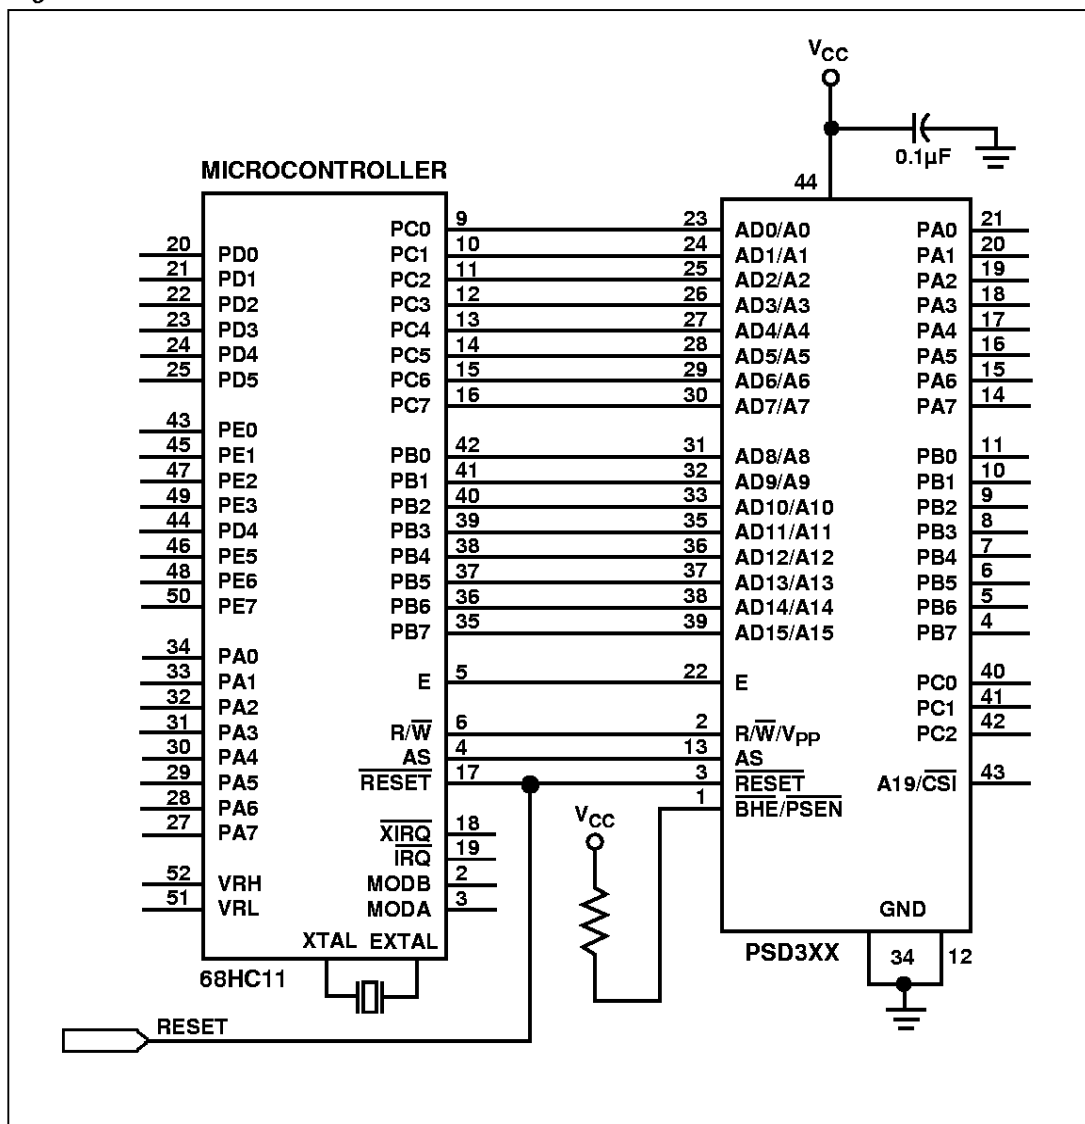 VCC
0.1µF
MICROCONTROLLER
44
20 PD0
21 PD1
22 PD2
23 PD3
24 PD4
25 PD5
43 PE0
45 PE1
47 PE2
49 PE3
44 PD4
46 PE5
48 PE6
50 PE7
34 PA0
33 PA1
32 PA2
31 PA3
30 PA4
29 PA5
28 PA6
27 PA7
52 VRH
51 VRL
PC0 9
PC1 10
PC2 11
PC3 12
PC4 13
PC5 14
PC6 15
PC7 16
PB0 42
PB1 41
PB2 40
PB3 39
PB4 38
PB5 37
PB6 36
PB7 35
E 5
R/W̅ 6
AS 4
R̅E̅S̅E̅T̅ 17
X̅I̅R̅Q̅ 18
I̅R̅Q̅ 19
MODB 2
MODA 3
XTAL EXTAL
68HC11
RESET
VCC
23 AD0/A0
24 AD1/A1
25 AD2/A2
26 AD3/A3
27 AD4/A4
28 AD5/A5
29 AD6/A6
30 AD7/A7
31 AD8/A8
32 AD9/A9
33 AD10/A10
35 AD11/A11
36 AD12/A12
37 AD13/A13
38 AD14/A14
39 AD15/A15
22 E
2 R/W̅/VPP
13 AS
3 R̅E̅S̅E̅T̅
1 B̅H̅E̅/P̅S̅E̅N̅
PA0 21
PA1 20
PA2 19
PA3 18
PA4 17
PA5 16
PA6 15
PA7 14
PB0 11
PB1 10
PB2 9
PB3 8
PB4 7
PB5 6
PB6 5
PB7 4
PC0 40
PC1 41
PC2 42
A19/C̅S̅I̅ 43
GND
PSD3XX
34 12